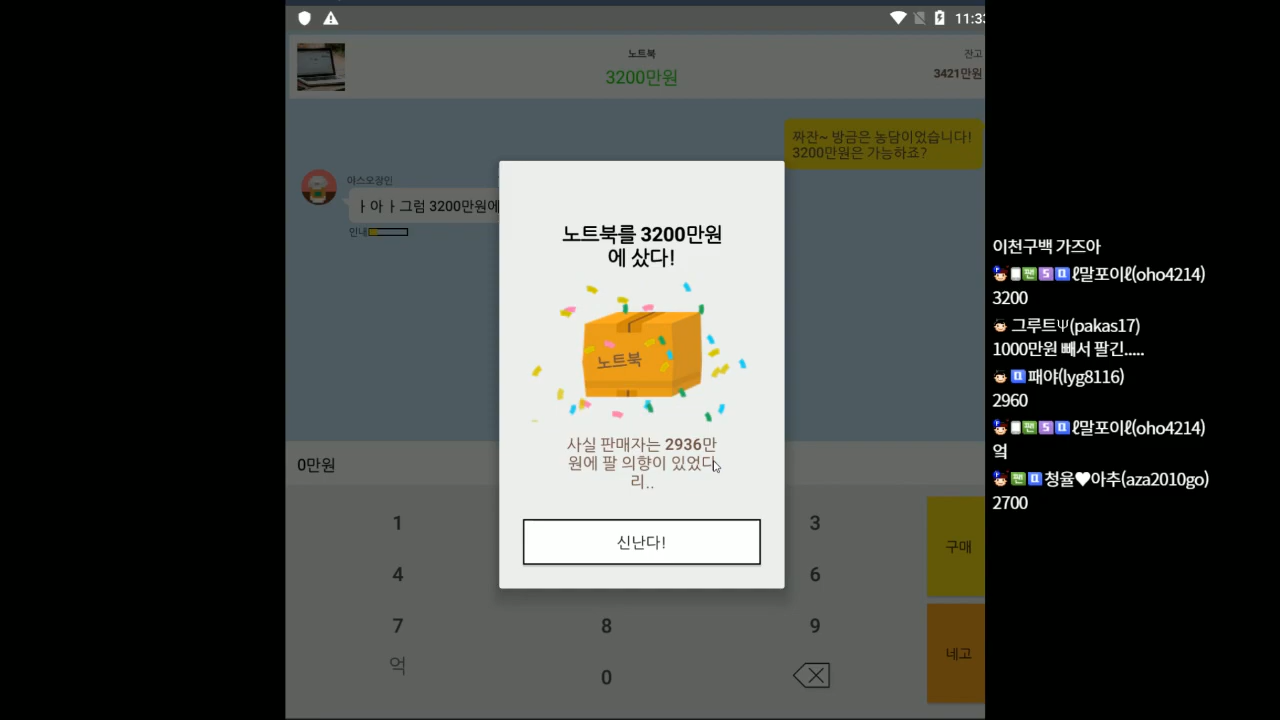 11:33
노트북
3200만원
잔고
3421만원
짜잔~ 방금은 농담이었습니다!
3200만원은 가능하죠?
아스오장인
ㅏ아ㅏ그럼 3200만원에
인내
노트북를 3200만원
에 샀다!
노트북
사실 판매자는 2936만
원에 팔 의향이 있었다
리..
신난다!
0만원
1
3
4
6
7
8
9
억
0
구매
네고
이천구백 가즈아
팬 5 ℓ말포이ℓ(oho4214)
3200
그루트Ψ(pakas17)
1000만원 빼서 팔긴.....
패야(lyg8116)
2960
팬 5 ℓ말포이ℓ(oho4214)
엌
팬 청율♥아추(aza2010go)
2700